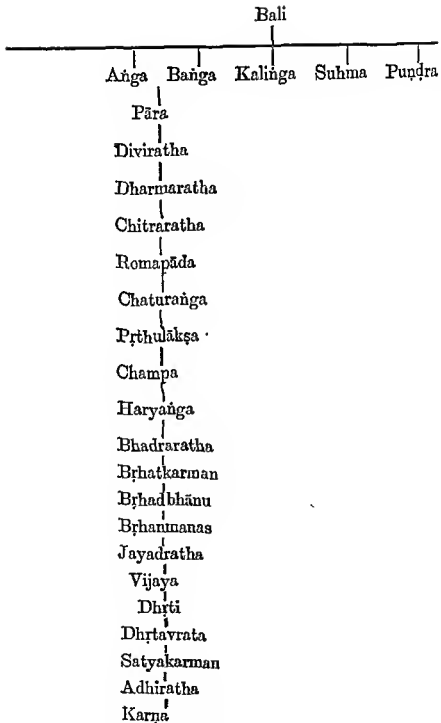 Bali
Aṅga Baṅga Kaliṅga Suhma Puṇḍra
Pāra
Diviratha
Dharmaratha
Chitraratha
Romapāda
Chaturaṅga
Pṛthulākṣa
Champa
Haryaṅga
Bhadraratha
Bṛhatkarman
Bṛhadbhānu
Bṛhanmanas
Jayadratha
Vijaya
Dhṛti
Dhṛtavrata
Satyakarman
Adhiratha
Karṇa